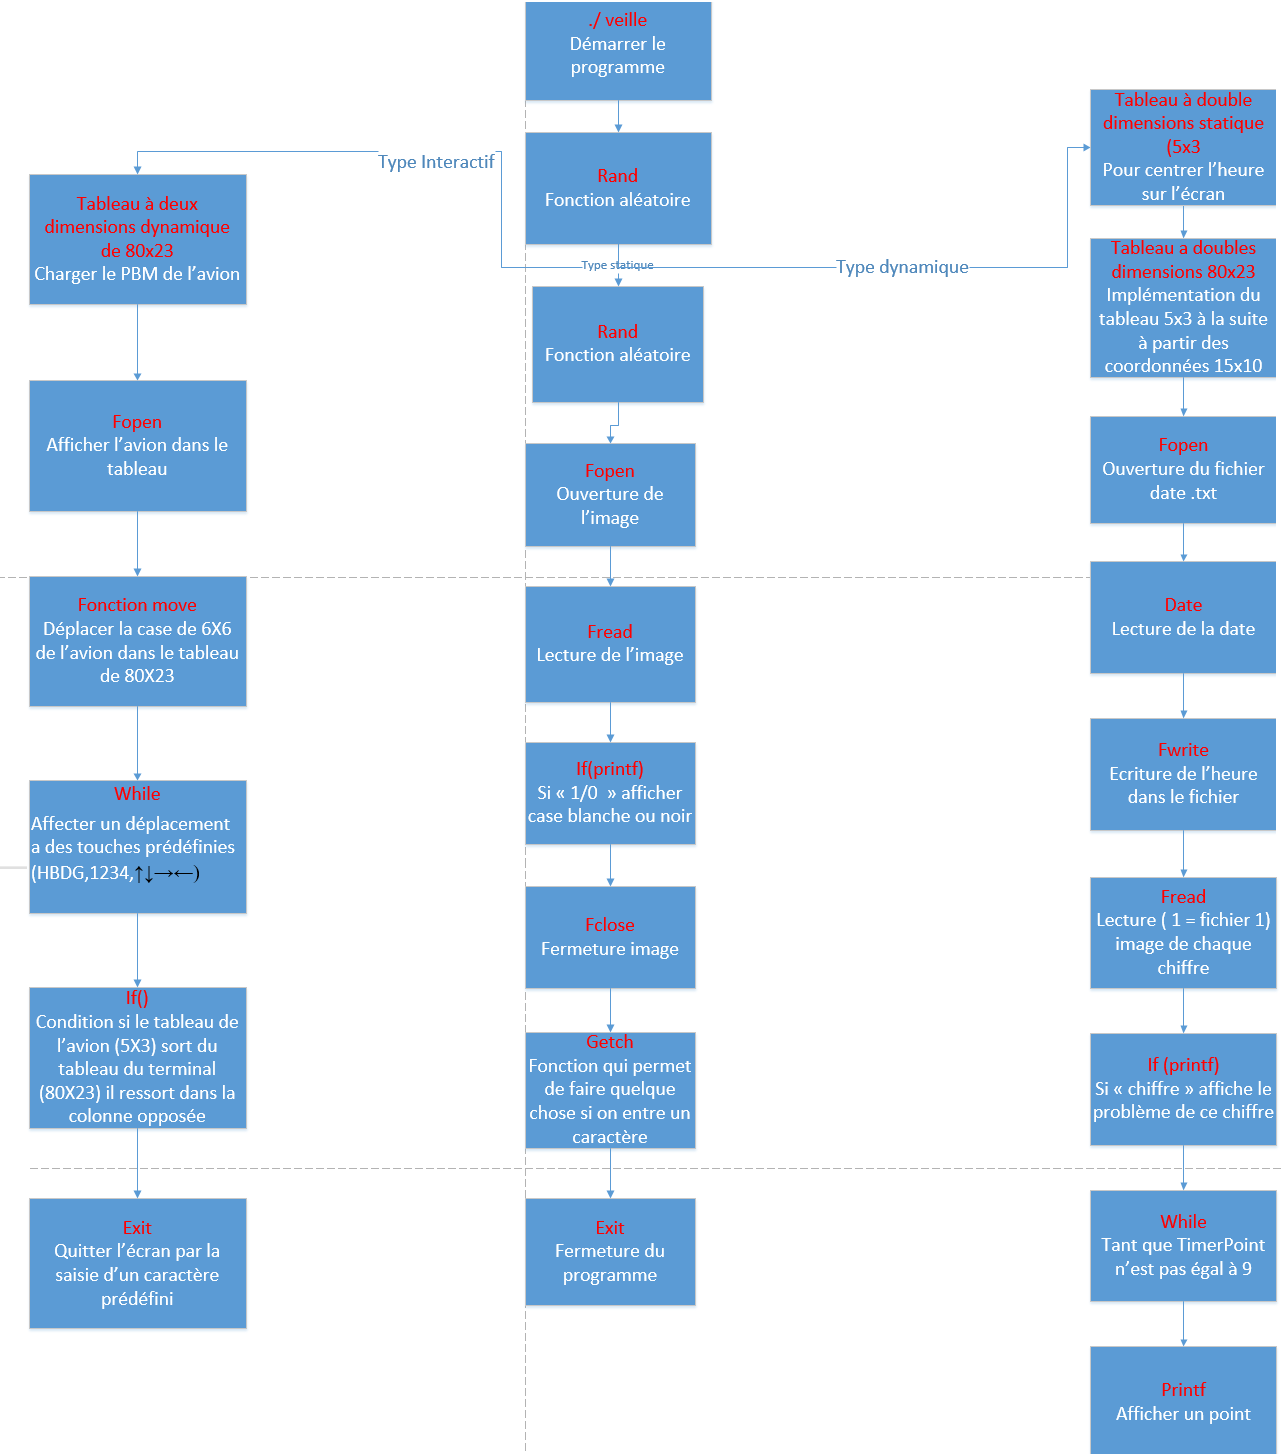 ./ veille
Démarrer le
programme
Rand
Fonction aléatoire
Type Interactif
Type statique
Type dynamique
Tableau à deux
dimensions dynamique
de 80x23
Charger le PBM de l’avion
Fopen
Afficher l’avion dans le
tableau
Fonction move
Déplacer la case de 6X6
de l’avion dans le tableau
de 80X23
While
Affecter un déplacement
a des touches prédéfinies
(HBDG,1234,↑↓→←)
If()
Condition si le tableau de
l’avion (5X3) sort du
tableau du terminal
(80X23) il ressort dans la
colonne opposée
Exit
Quitter l’écran par la
saisie d’un caractère
prédéfini
Rand
Fonction aléatoire
Fopen
Ouverture de
l’image
Fread
Lecture de l’image
If(printf)
Si « 1/0  » afficher
case blanche ou noir
Fclose
Fermeture image
Getch
Fonction qui permet
de faire quelque
chose si on entre un
caractère
Exit
Fermeture du
programme
Tableau à double
dimensions statique
(5x3
Pour centrer l’heure
sur l’écran
Tableau a doubles
dimensions 80x23
Implémentation du
tableau 5x3 à la suite
à partir des
coordonnées 15x10
Fopen
Ouverture du fichier
date .txt
Date
Lecture de la date
Fwrite
Ecriture de l’heure
dans le fichier
Fread
Lecture ( 1 = fichier 1)
image de chaque
chiffre
If (printf)
Si « chiffre » affiche le
problème de ce chiffre
While
Tant que TimerPoint
n’est pas égal à 9
Printf
Afficher un point